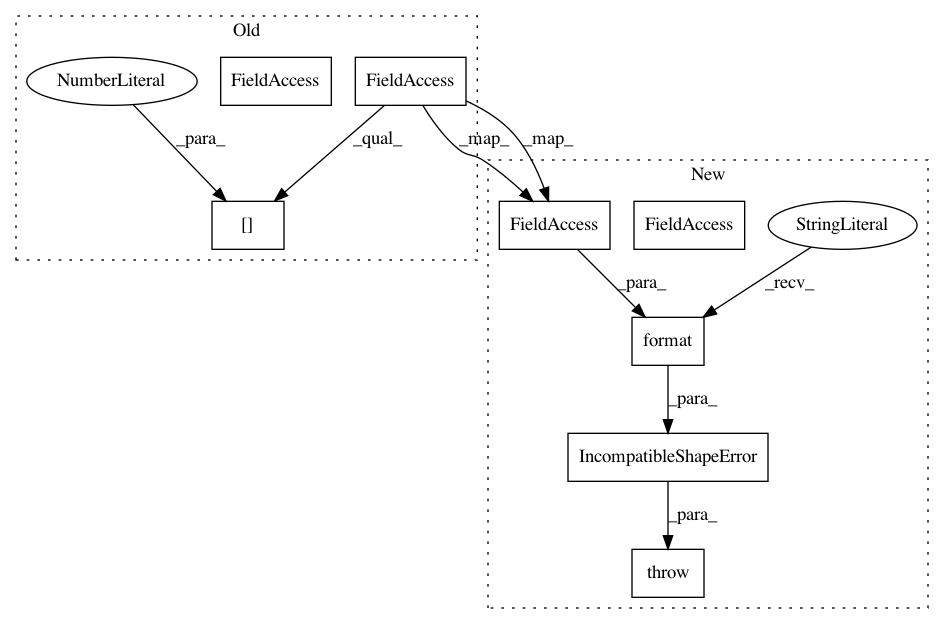 Old
NumberLiteral
FieldAccess
FieldAccess
_para_
_qual_
_map_
_map_
[]
New
FieldAccess
FieldAccess
StringLiteral
_para_
_recv_
format
_para_
IncompatibleShapeError
_para_
throw